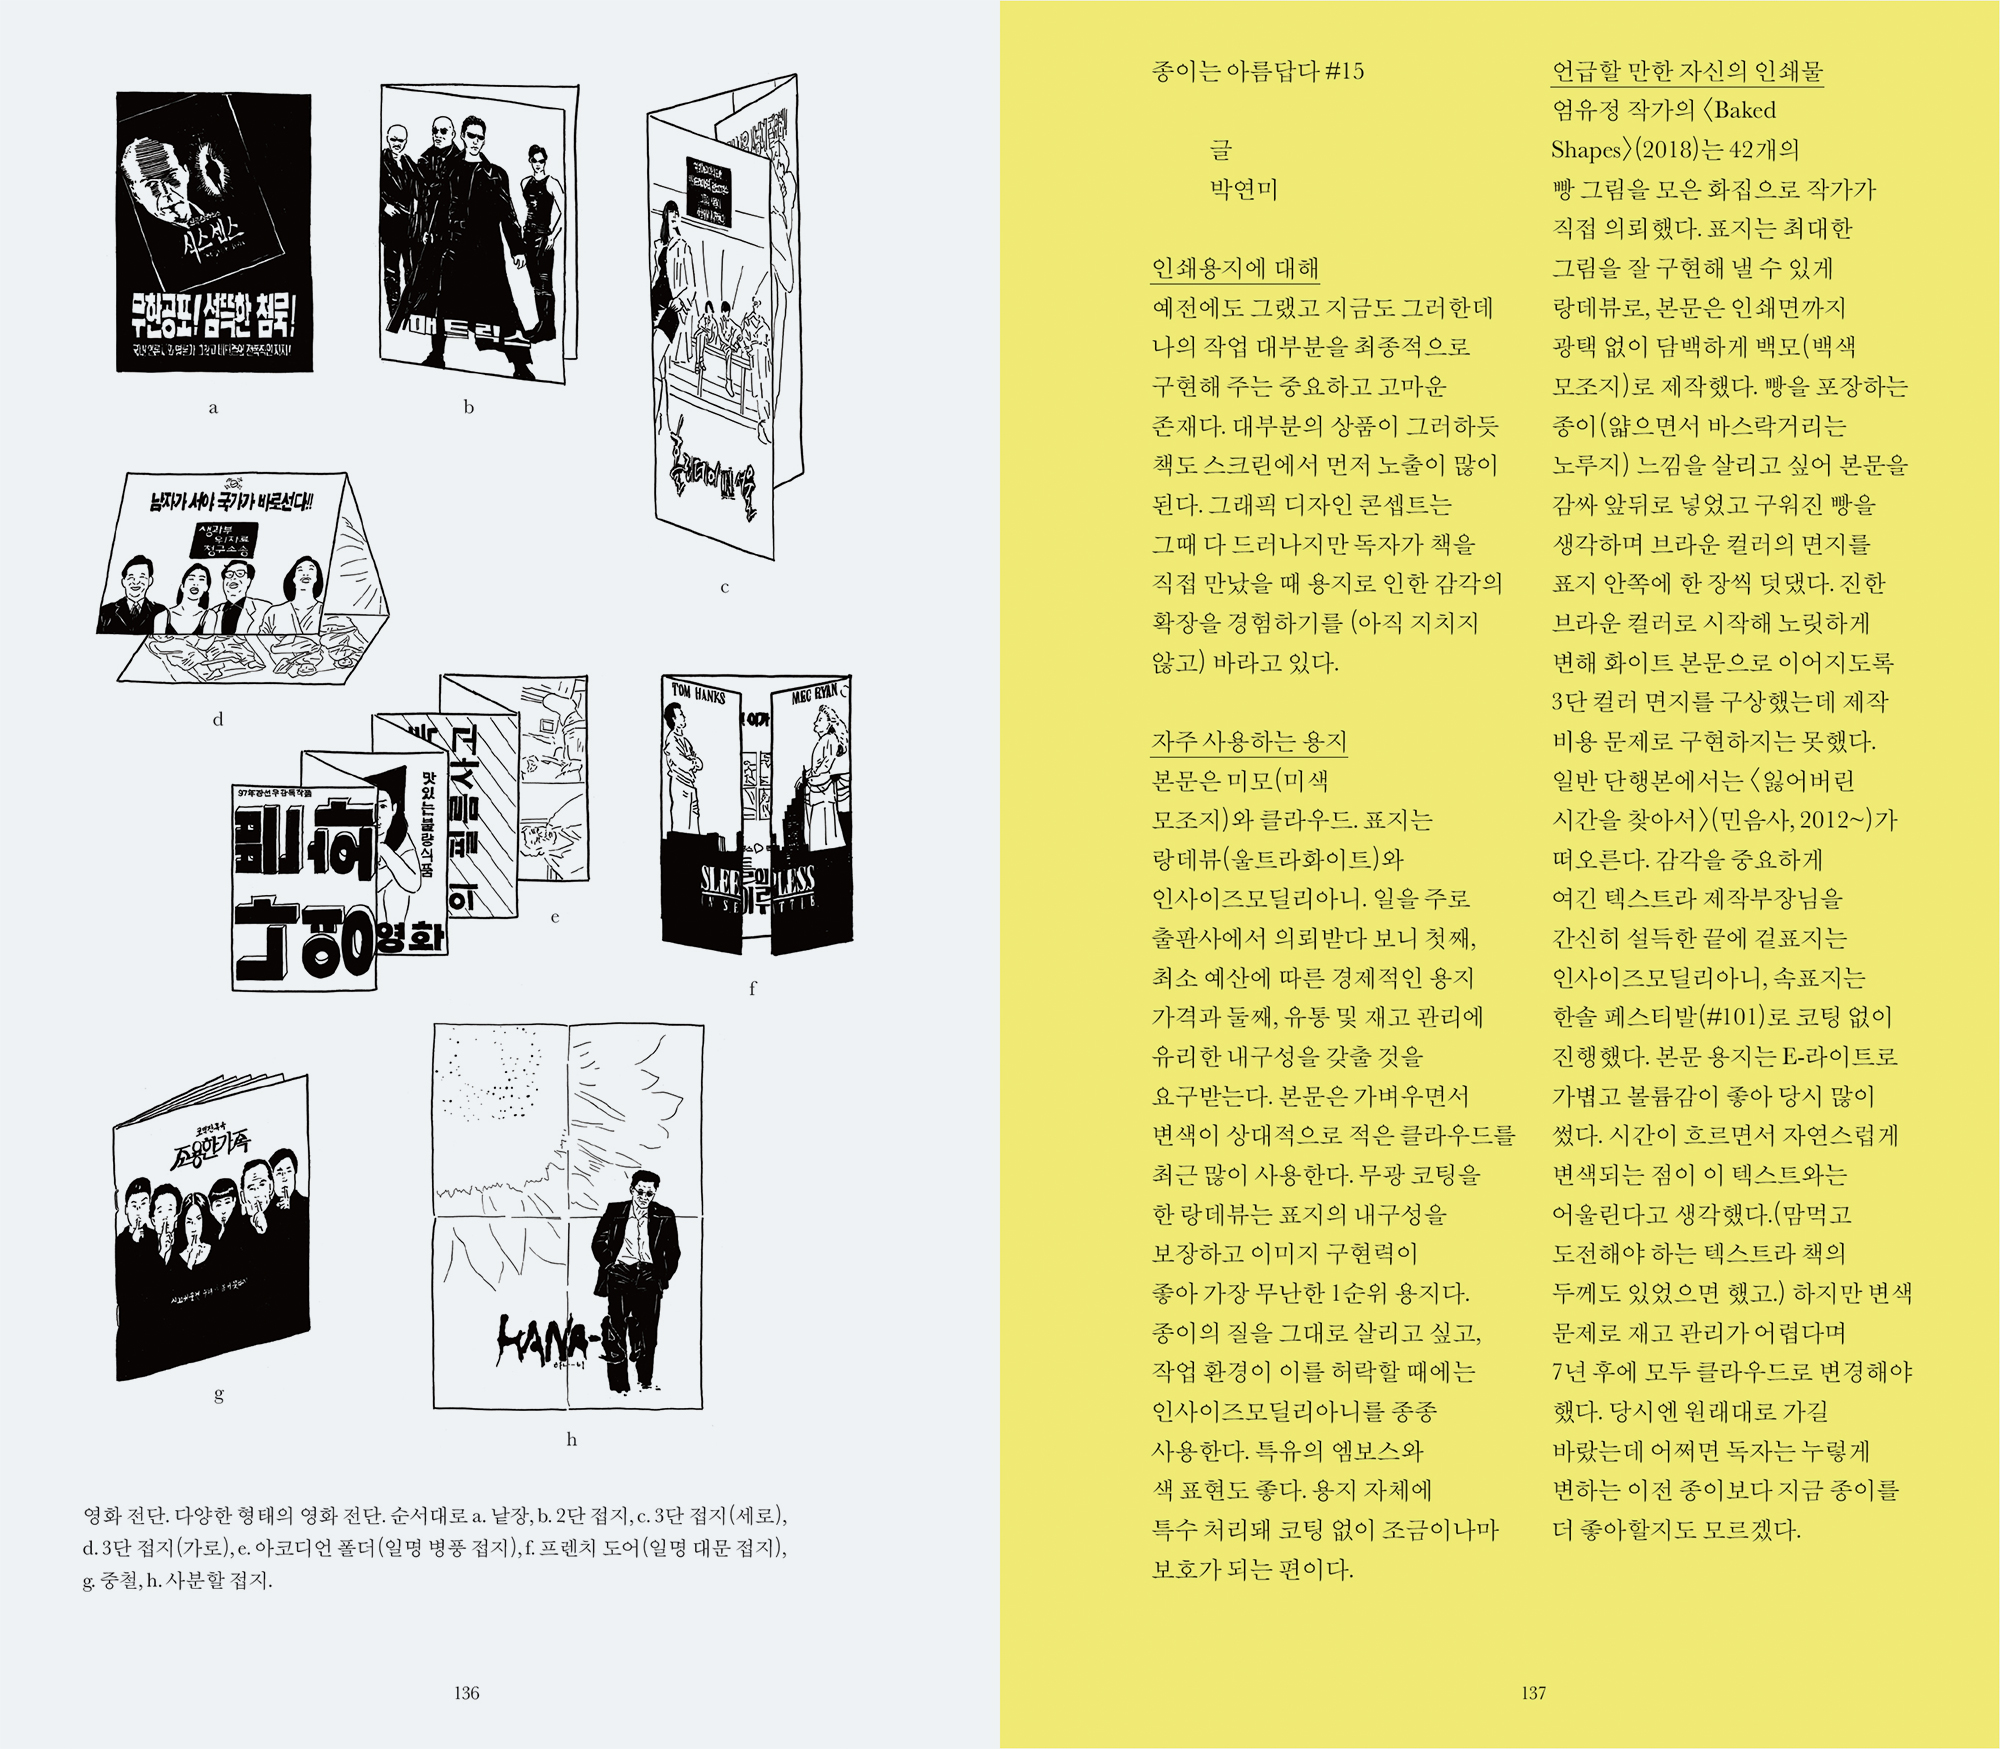 식스센스
무한공포! 섬뜩한 침묵!
a
매트릭스
b
홀리데이 인 서울
c
남자가 서야 국가가 바로선다!!
생과부
위자료
청구소송
d
97年장선우감독作品
나쁜
영화
맛있는불량식품
영화
e
TOM HANKS
MEG RYAN
SLEEPLESS
IN SE TTLE
f
조용한가족
g
HANA-
하나-비
h
영화 전단. 다양한 형태의 영화 전단. 순서대로 a. 낱장, b. 2단 접지, c. 3단 접지(세로),
d. 3단 접지(가로), e. 아코디언 폴더(일명 병풍 접지), f. 프렌치 도어(일명 대문 접지),
g. 중철, h. 사분할 접지.
136
종이는 아름답다 #15
글
박연미
인쇄용지에 대해
예전에도 그랬고 지금도 그러한데
나의 작업 대부분을 최종적으로
구현해 주는 중요하고 고마운
존재다. 대부분의 상품이 그러하듯
책도 스크린에서 먼저 노출이 많이
된다. 그래픽 디자인 콘셉트는
그때 다 드러나지만 독자가 책을
직접 만났을 때 용지로 인한 감각의
확장을 경험하기를 (아직 지치지
않고) 바라고 있다.
자주 사용하는 용지
본문은 미모(미색
모조지)와 클라우드. 표지는
랑데뷰(울트라화이트)와
인사이즈모딜리아니. 일을 주로
출판사에서 의뢰받다 보니 첫째,
최소 예산에 따른 경제적인 용지
가격과 둘째, 유통 및 재고 관리에
유리한 내구성을 갖출 것을
요구받는다. 본문은 가벼우면서
변색이 상대적으로 적은 클라우드를
최근 많이 사용한다. 무광 코팅을
한 랑데뷰는 표지의 내구성을
보장하고 이미지 구현력이
좋아 가장 무난한 1순위 용지다.
종이의 질을 그대로 살리고 싶고,
작업 환경이 이를 허락할 때에는
인사이즈모딜리아니를 종종
사용한다. 특유의 엠보스와
색 표현도 좋다. 용지 자체에
특수 처리돼 코팅 없이 조금이나마
보호가 되는 편이다.
언급할 만한 자신의 인쇄물
엄유정 작가의 〈Baked
Shapes〉(2018)는 42개의
빵 그림을 모은 화집으로 작가가
직접 의뢰했다. 표지는 최대한
그림을 잘 구현해 낼 수 있게
랑데뷰로, 본문은 인쇄면까지
광택 없이 담백하게 백모(백색
모조지)로 제작했다. 빵을 포장하는
종이(얇으면서 바스락거리는
노루지) 느낌을 살리고 싶어 본문을
감싸 앞뒤로 넣었고 구워진 빵을
생각하며 브라운 컬러의 면지를
표지 안쪽에 한 장씩 덧댔다. 진한
브라운 컬러로 시작해 노릿하게
변해 화이트 본문으로 이어지도록
3단 컬러 면지를 구상했는데 제작
비용 문제로 구현하지는 못했다.
일반 단행본에서는 〈잃어버린
시간을 찾아서〉(민음사, 2012~)가
떠오른다. 감각을 중요하게
여긴 텍스트라 제작부장님을
간신히 설득한 끝에 겉표지는
인사이즈모딜리아니, 속표지는
한솔 페스티발(#101)로 코팅 없이
진행했다. 본문 용지는 E-라이트로
가볍고 볼륨감이 좋아 당시 많이
썼다. 시간이 흐르면서 자연스럽게
변색되는 점이 이 텍스트와는
어울린다고 생각했다.(맘먹고
도전해야 하는 텍스트라 책의
두께도 있었으면 했고.) 하지만 변색
문제로 재고 관리가 어렵다며
7년 후에 모두 클라우드로 변경해야
했다. 당시엔 원래대로 가길
바랐는데 어쩌면 독자는 누렇게
변하는 이전 종이보다 지금 종이를
더 좋아할지도 모르겠다.
137